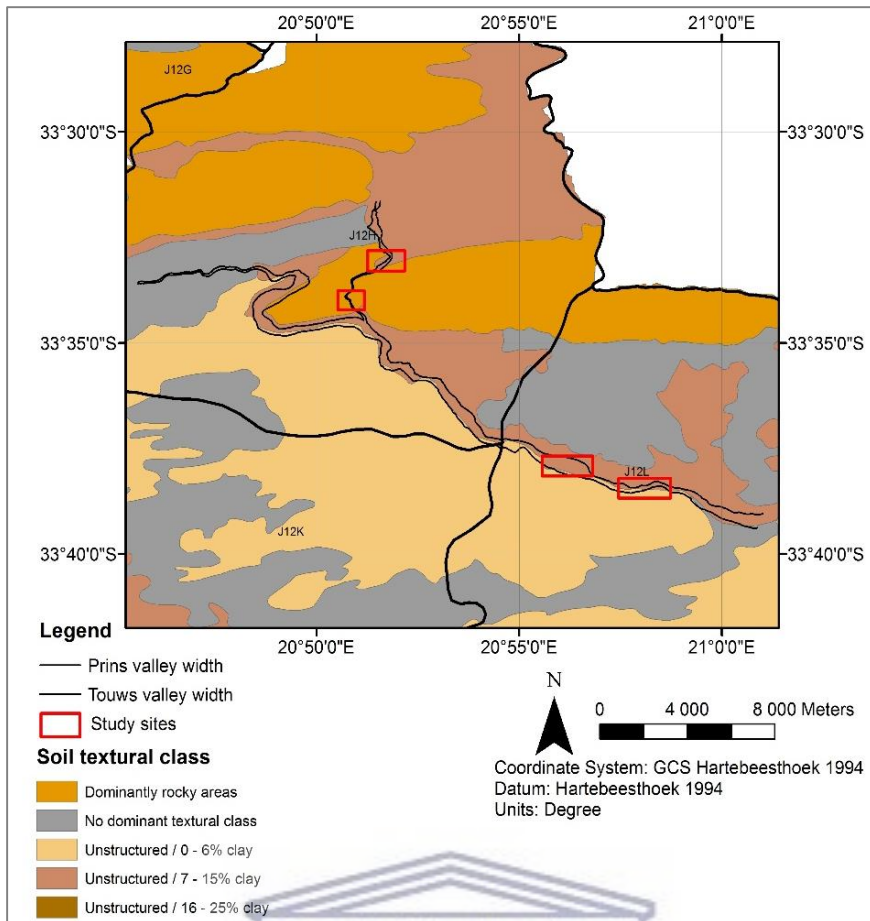 20°50'0"E 20°55'0"E 21°0'0"E
J12G
33°30'0"S 33°30'0"S
J12H
33°35'0"S 33°35'0"S
J12L
J12K
33°40'0"S 33°40'0"S
20°50'0"E 20°55'0"E 21°0'0"E
Legend
Prins valley width
Touws valley width
Study sites
Soil textural class
Dominantly rocky areas
No dominant textural class
Unstructured / 0 - 6% clay
Unstructured / 7 - 15% clay
Unstructured / 16 - 25% clay
N
0 4 000 8 000 Meters
Coordinate System: GCS Hartebeesthoek 1994
Datum: Hartebeesthoek 1994
Units: Degree